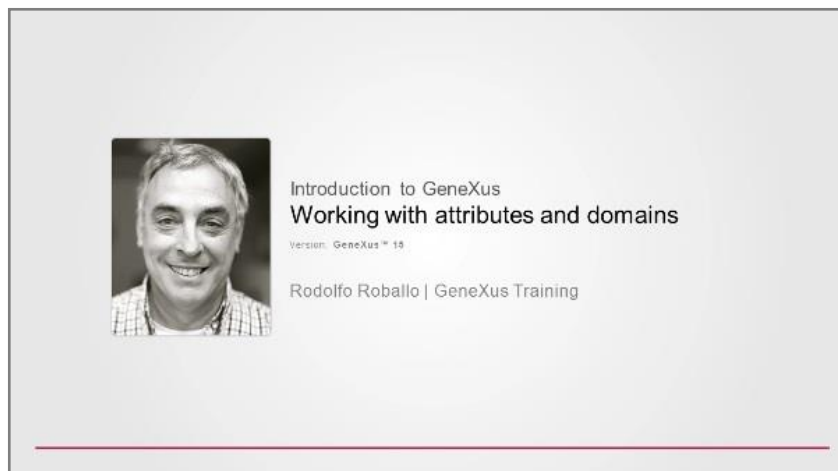 Introduction to GeneXus
Working with attributes and domains
Version: GeneXus™ 15
Rodolfo Roballo | GeneXus Training